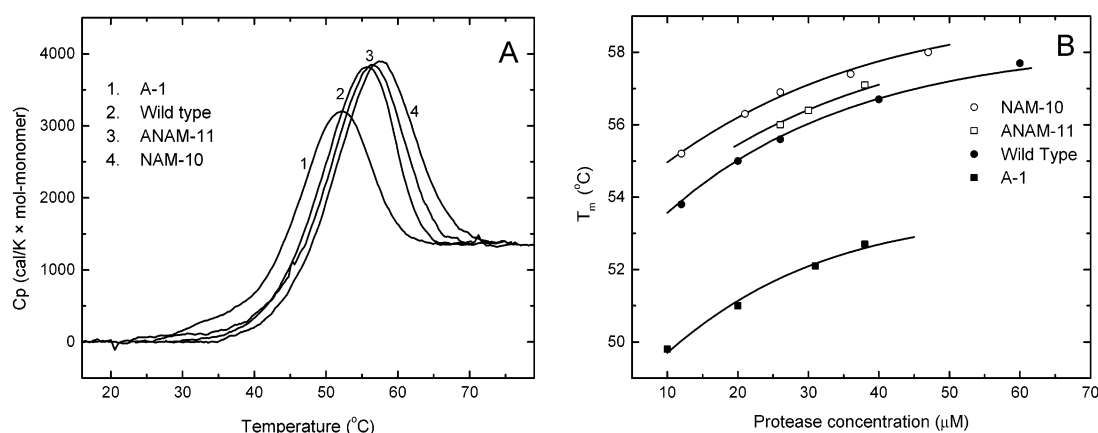 A
4000
3000
2000
1000
0
Cp (cal/K × mol-monomer)
1. A-1
2. Wild type
3. ANAM-11
4. NAM-10
1
2
3
4
20 30 40 50 60 70
Temperature (°C)
B
58
56
54
52
50
Tm (°C)
NAM-10
ANAM-11
Wild Type
A-1
10 20 30 40 50 60 70
Protease concentration (μM)